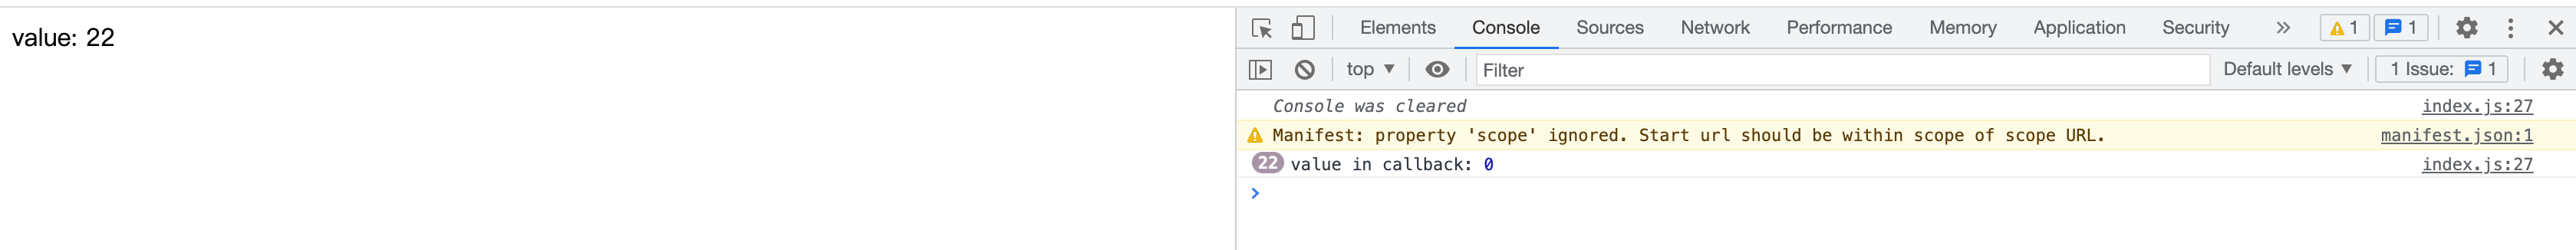 value: 22
Elements Console Sources Network Performance Memory Application Security » 1 1
top ▼ Filter Default levels ▼ 1 Issue: 1
Console was cleared index.js:27
Manifest: property 'scope' ignored. Start url should be within scope of scope URL. manifest.json:1
22 value in callback: 0 index.js:27